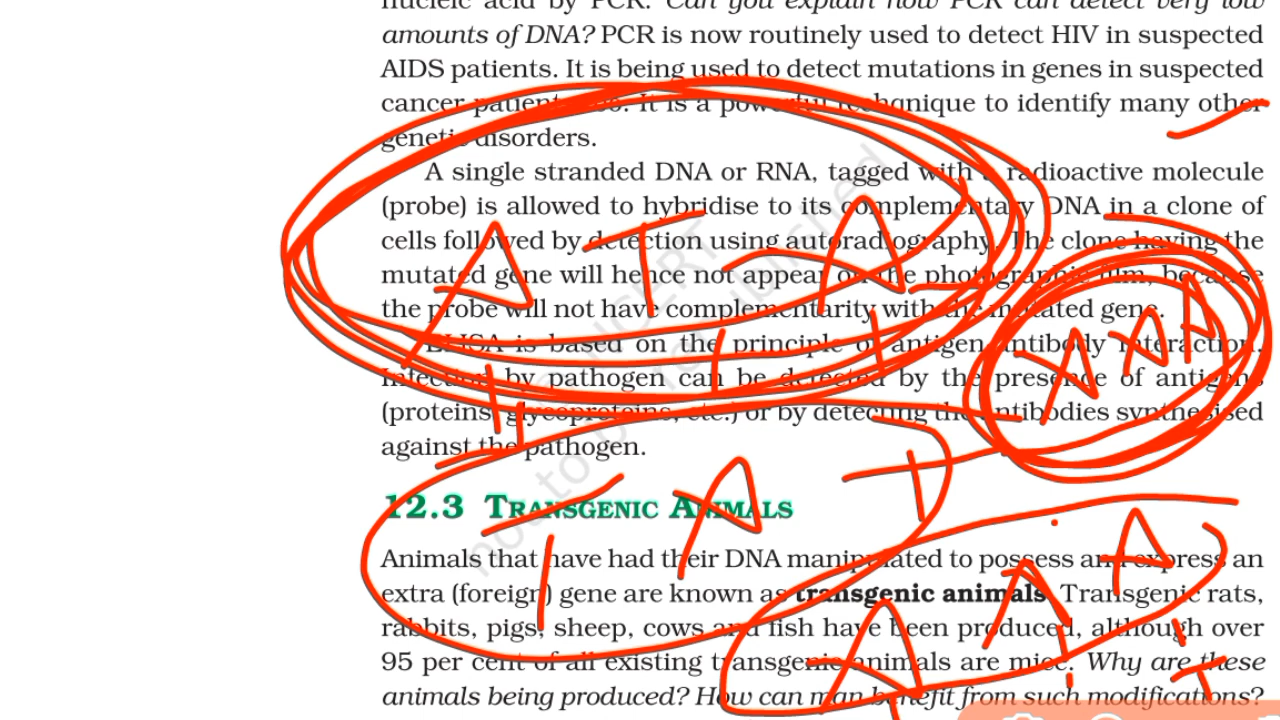 nucleic acid by PCR. Can you explain how PCR can detect very low
amounts of DNA? PCR is now routinely used to detect HIV in suspected
AIDS patients. It is being used to detect mutations in genes in suspected
cancer patients too. It is a powerful technique to identify many other
genetic disorders.
A single stranded DNA or RNA, tagged with a radioactive molecule
(probe) is allowed to hybridise to its complementary DNA in a clone of
cells followed by detection using autoradiography. The clone having the
mutated gene will hence not appear on the photographic film, because
the probe will not have complementarity with the mutated gene.
ELISA is based on the principle of antigen-antibody interaction.
Infection by pathogen can be detected by the presence of antigens
(proteins, glycoproteins, etc.) or by detecting the antibodies synthesised
against the pathogen.
12.3 TRANSGENIC ANIMALS
Animals that have had their DNA manipulated to possess and express an
extra (foreign) gene are known as transgenic animals. Transgenic rats,
rabbits, pigs, sheep, cows and fish have been produced, although over
95 per cent of all existing transgenic animals are mice. Why are these
animals being produced? How can man benefit from such modifications?
A T A
A A A
T A T
A A A